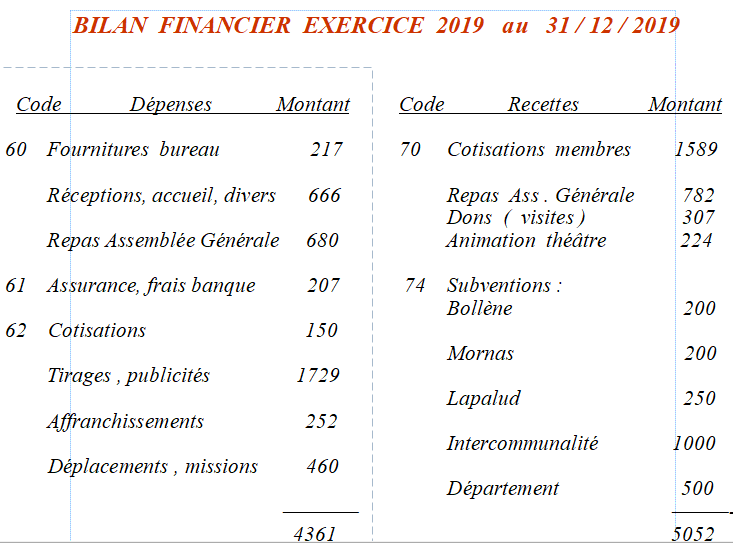 BILAN FINANCIER EXERCICE 2019 au 31 / 12 / 2019
Code Dépenses Montant
60 Fournitures bureau 217
Réceptions, accueil, divers 666
Repas Assemblée Générale 680
61 Assurance, frais banque 207
62 Cotisations 150
Tirages , publicités 1729
Affranchissements 252
Déplacements , missions 460
4361
Code Recettes Montant
70 Cotisations membres 1589
Repas Ass . Générale 782
Dons ( visites ) 307
Animation théâtre 224
74 Subventions :
Bollène 200
Mornas 200
Lapalud 250
Intercommunalité 1000
Département 500
5052